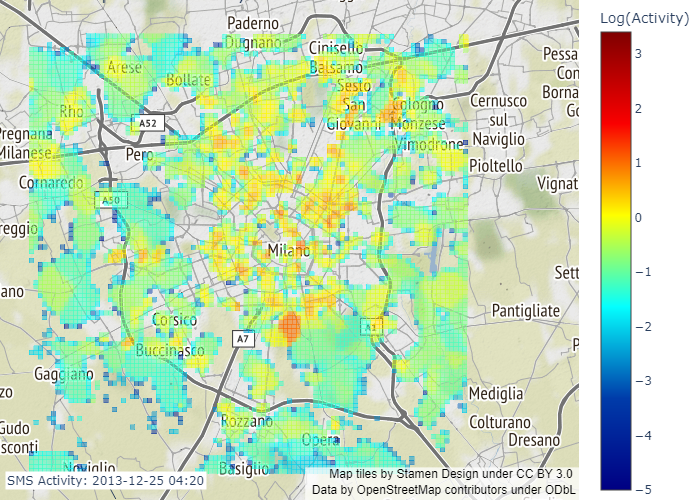 Log(Activity)
3
2
1
0
−1
−2
−3
−4
−5
Paderno
Dugnano
Cinisello
Balsamo
Arese
Bollate
Sesto
San
Giovanni
Cologno
Monzese
Vimodrone
Rho
A52
Pero
Pregnana
Milanese
Cornaredo
A50
reggio
Cernusco
sul
Naviglio
Pioltello
Pessa
Con
Borna
Go
Vignat
Milano
Sett
ano
Pantigliate
Corsico
Buccinasco
A7
A1
Gaggiano
P
zo
Gudo
sconti
Mediglia
Colturano
Dresano
Rozzano
Opera
Basiglio
Noviglio
SMS Activity: 2013-12-25 04:20
Map tiles by Stamen Design under CC BY 3.0
Data by OpenStreetMap contributors under ODbL